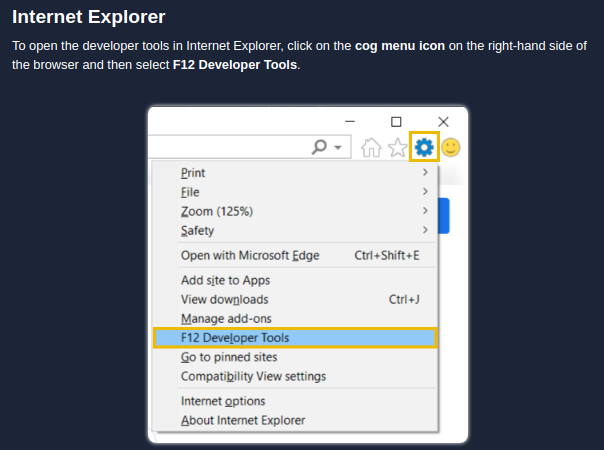 Internet Explorer
To open the developer tools in Internet Explorer, click on the cog menu icon on the right-hand side of
the browser and then select F12 Developer Tools.
Print
File
Zoom (125%)
Safety
Open with Microsoft Edge Ctrl+Shift+E
Add site to Apps
View downloads Ctrl+J
Manage add-ons
F12 Developer Tools
Go to pinned sites
Compatibility View settings
Internet options
About Internet Explorer